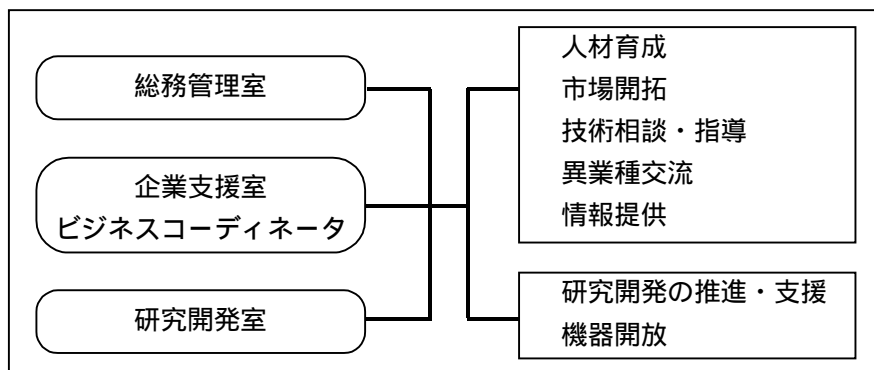 総務管理室
企業支援室
ビジネスコーディネータ
研究開発室
人材育成
市場開拓
技術相談・指導
異業種交流
情報提供
研究開発の推進・支援
機器開放